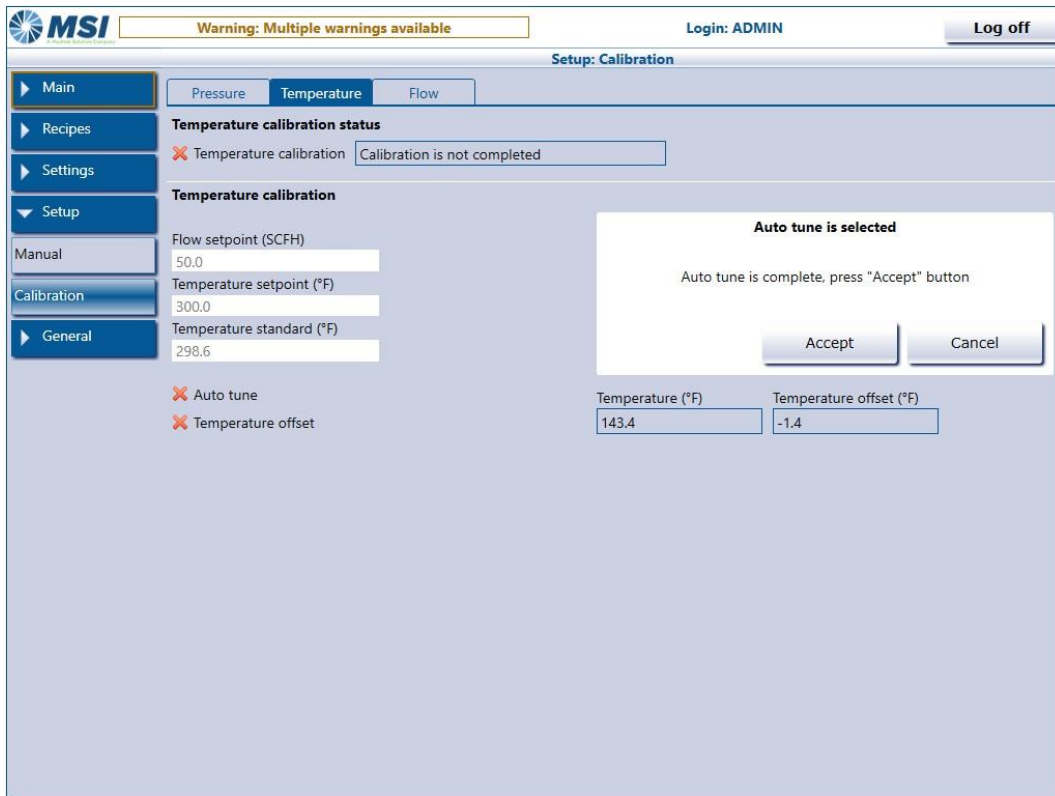 MSI
Warning: Multiple warnings available
Login: ADMIN
Log off
Setup: Calibration
Main
Recipes
Settings
Setup
Manual
Calibration
General
Pressure
Temperature
Flow
Temperature calibration status
Temperature calibration
Calibration is not completed
Temperature calibration
Flow setpoint (SCFH)
50.0
Temperature setpoint (°F)
300.0
Temperature standard (°F)
298.6
Auto tune
Temperature offset
Auto tune is selected
Auto tune is complete, press "Accept" button
Accept
Cancel
Temperature (°F)
143.4
Temperature offset (°F)
-1.4